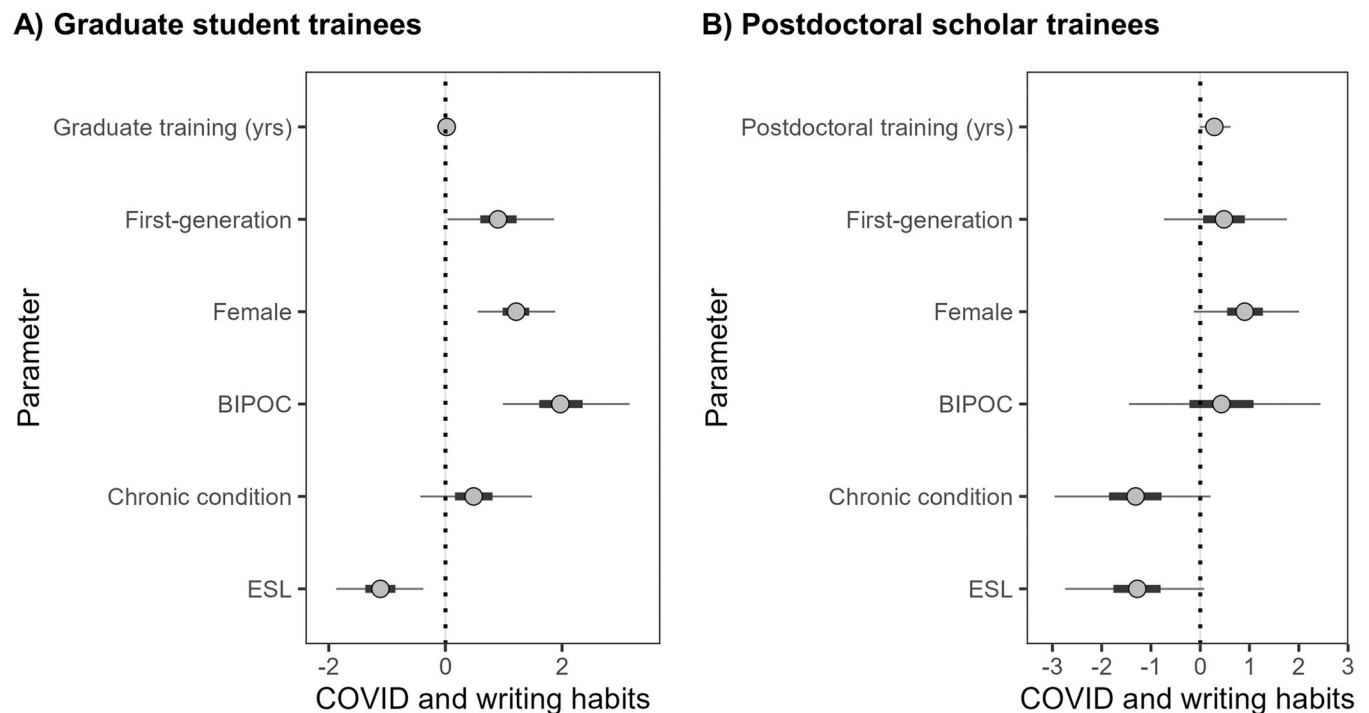 A) Graduate student trainees
Parameter
Graduate training (yrs)
First-generation
Female
BIPOC
Chronic condition
ESL
-2 0 2
COVID and writing habits
B) Postdoctoral scholar trainees
Parameter
Postdoctoral training (yrs)
First-generation
Female
BIPOC
Chronic condition
ESL
-3 -2 -1 0 1 2 3
COVID and writing habits